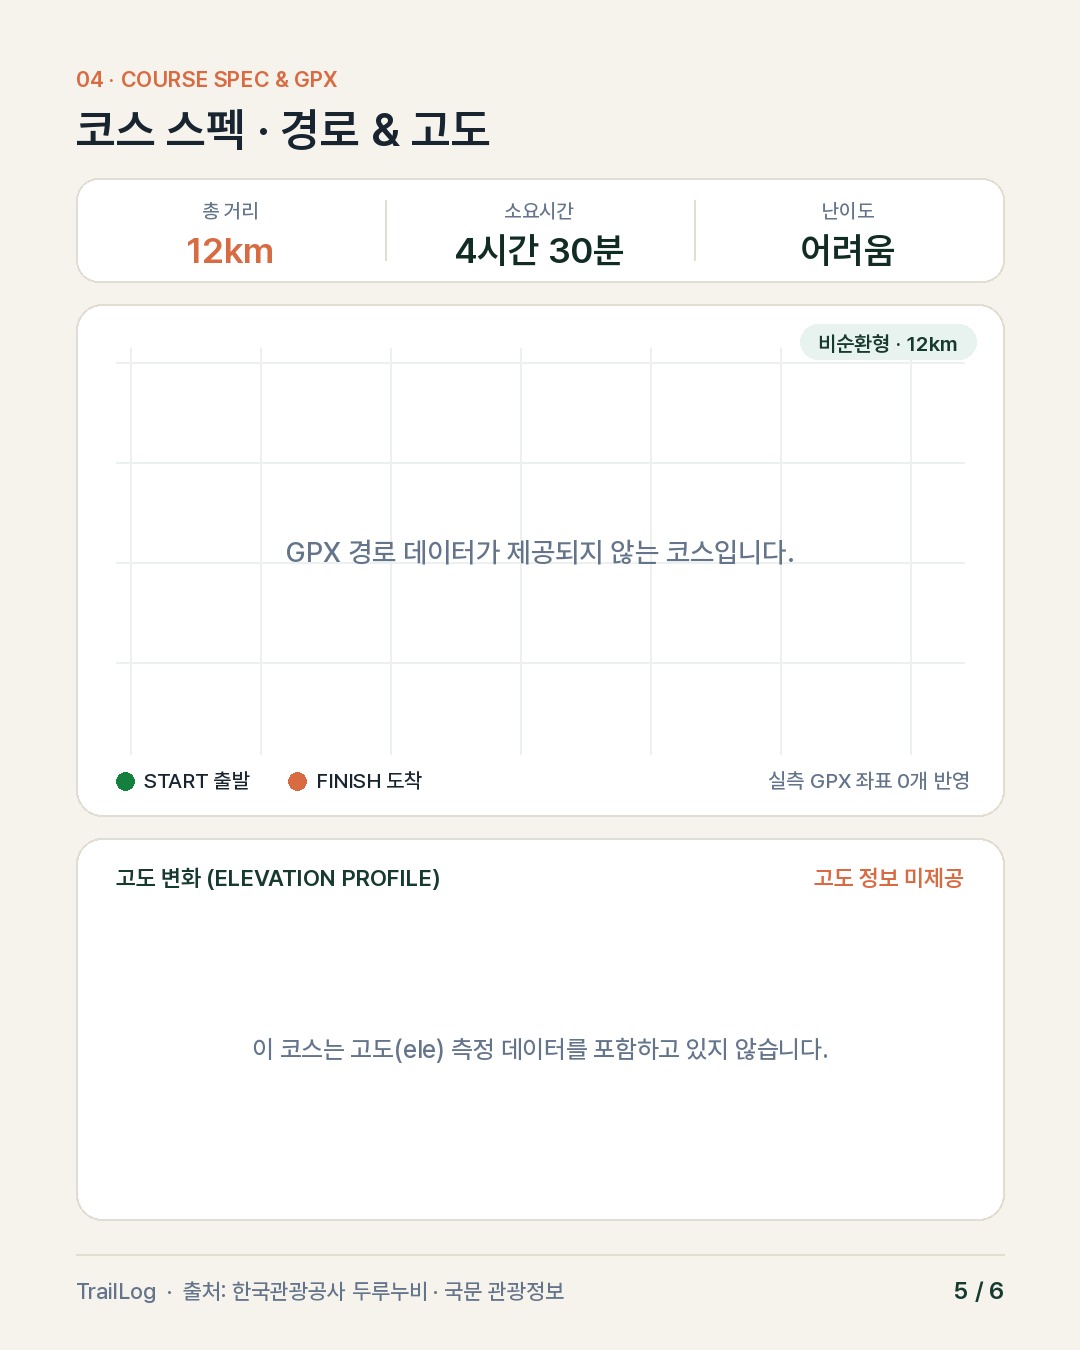 04 · COURSE SPEC & GPX
코스 스펙 · 경로 & 고도
총 거리
12km
소요시간
4시간 30분
난이도
어려움
비순환형 · 12km
GPX 경로 데이터가 제공되지 않는 코스입니다.
START 출발
FINISH 도착
실측 GPX 좌표 0개 반영
고도 변화 (ELEVATION PROFILE)
고도 정보 미제공
이 코스는 고도(ele) 측정 데이터를 포함하고 있지 않습니다.
TrailLog · 출처: 한국관광공사 두루누비 · 국문 관광정보
5 / 6